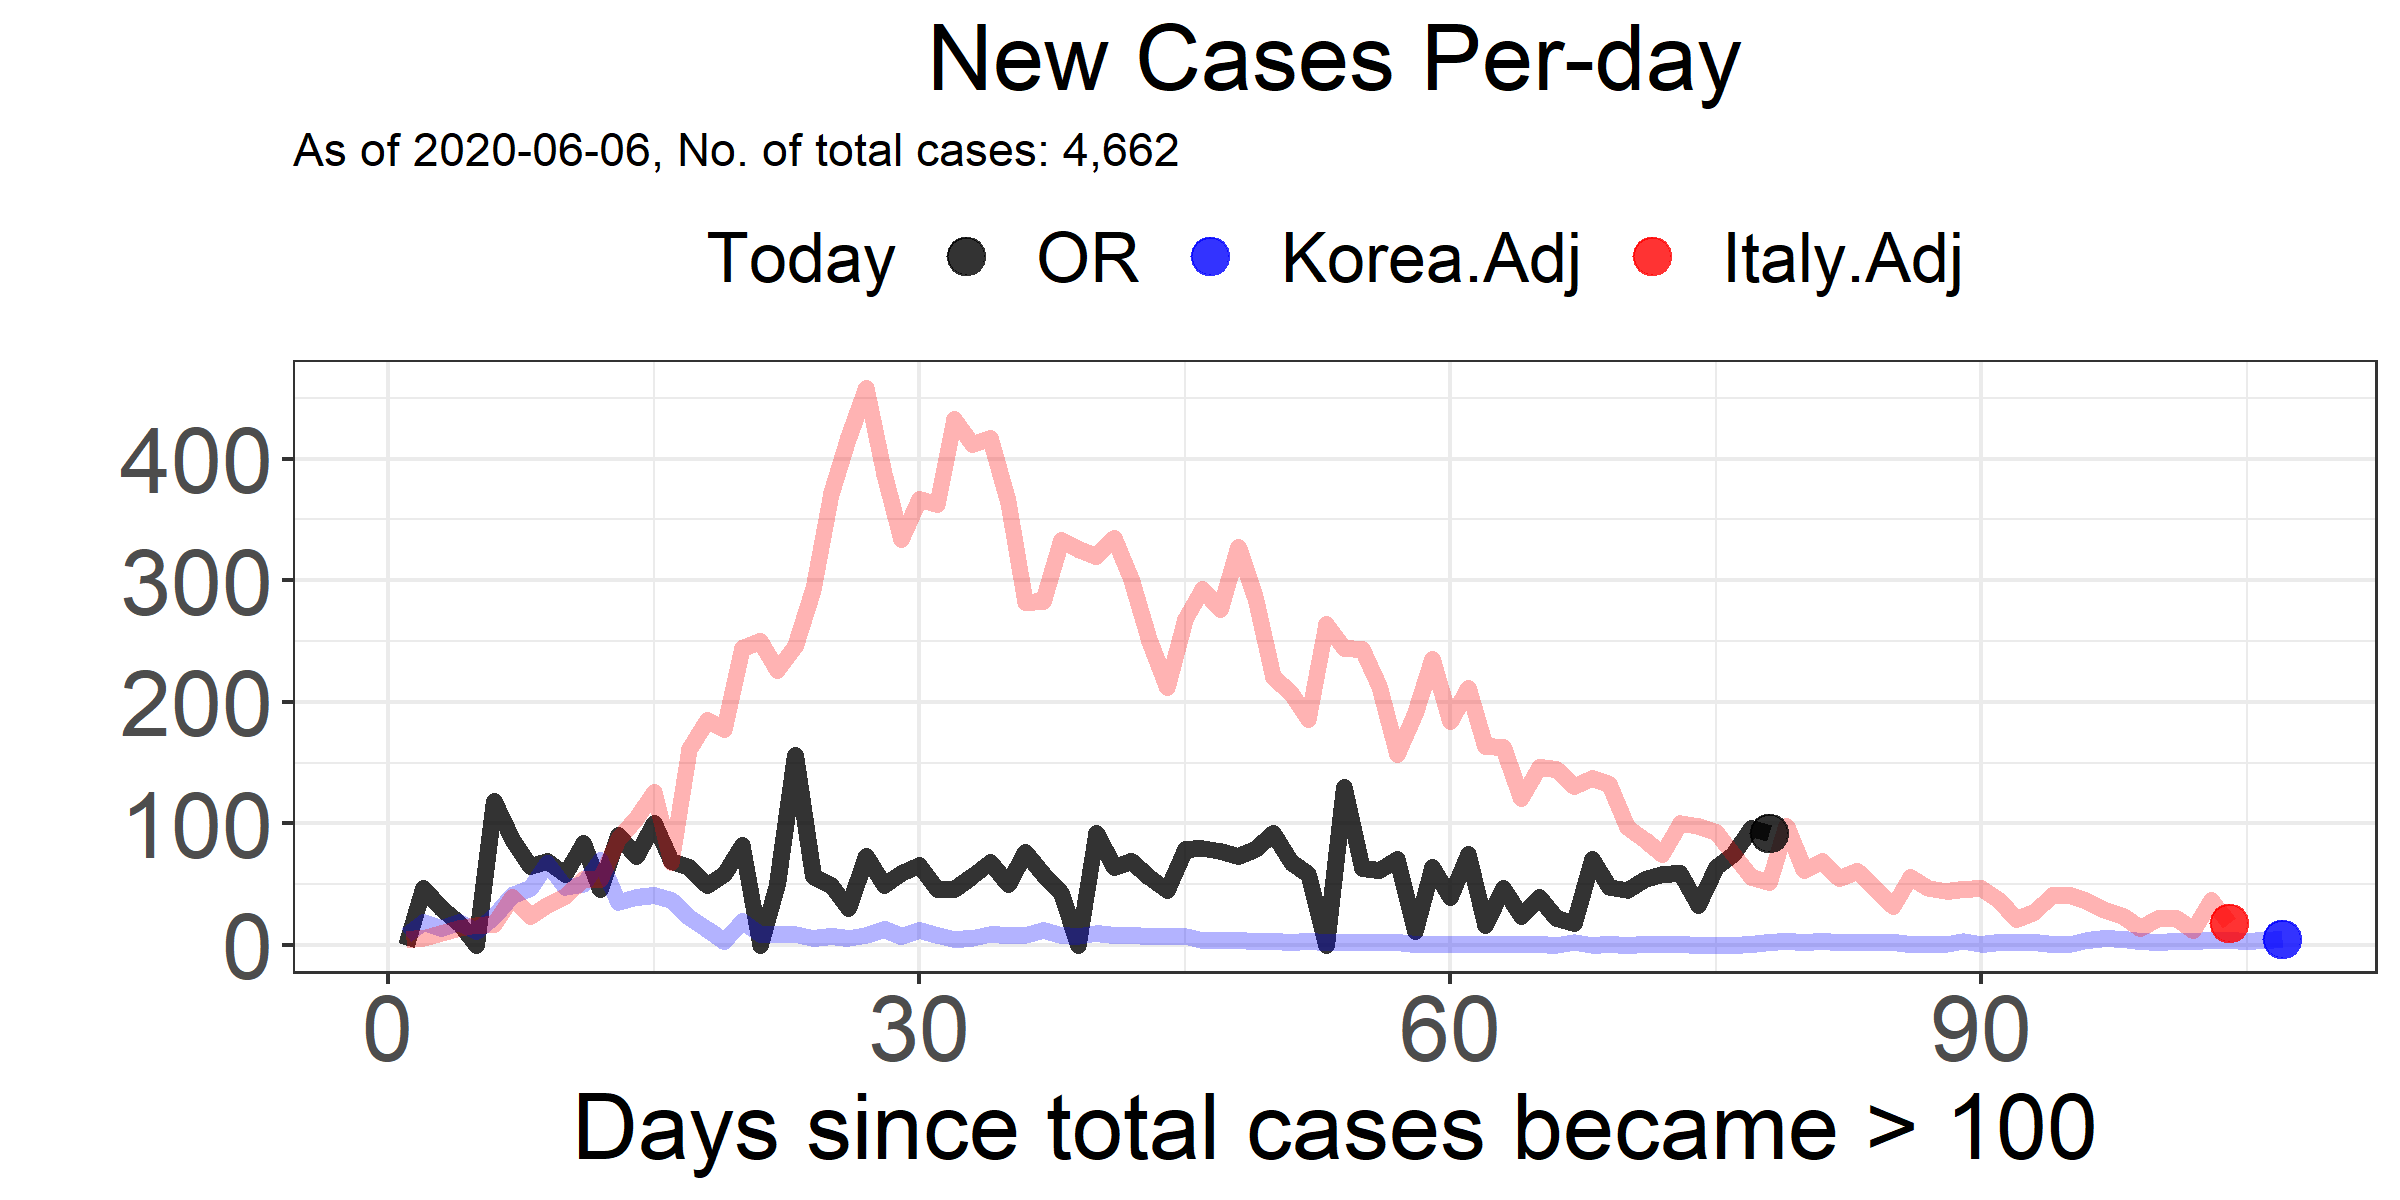 New Cases Per-day
As of 2020-06-06, No. of total cases: 4,662
Today OR Korea.Adj Italy.Adj
400
300
200
100
0
0 30 60 90
Days since total cases became > 100